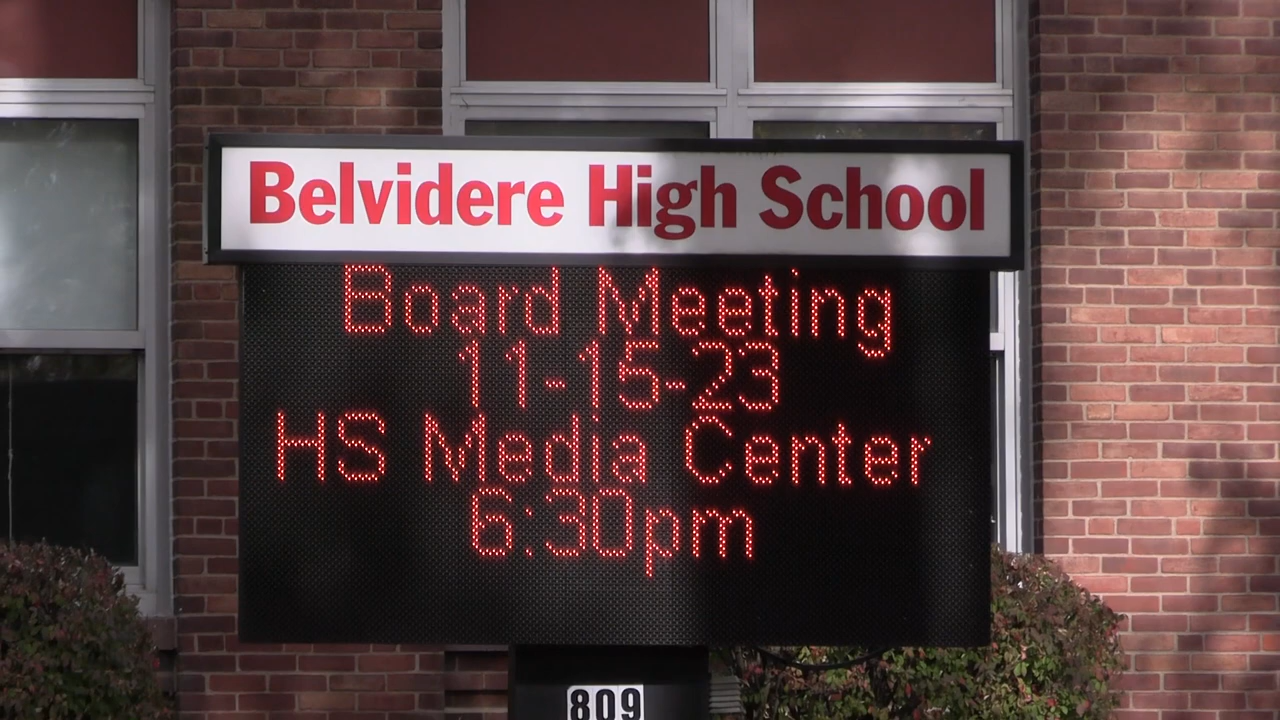 Belvidere High School
Board Meeting
11-15-23
HS Media Center
6:30pm
809